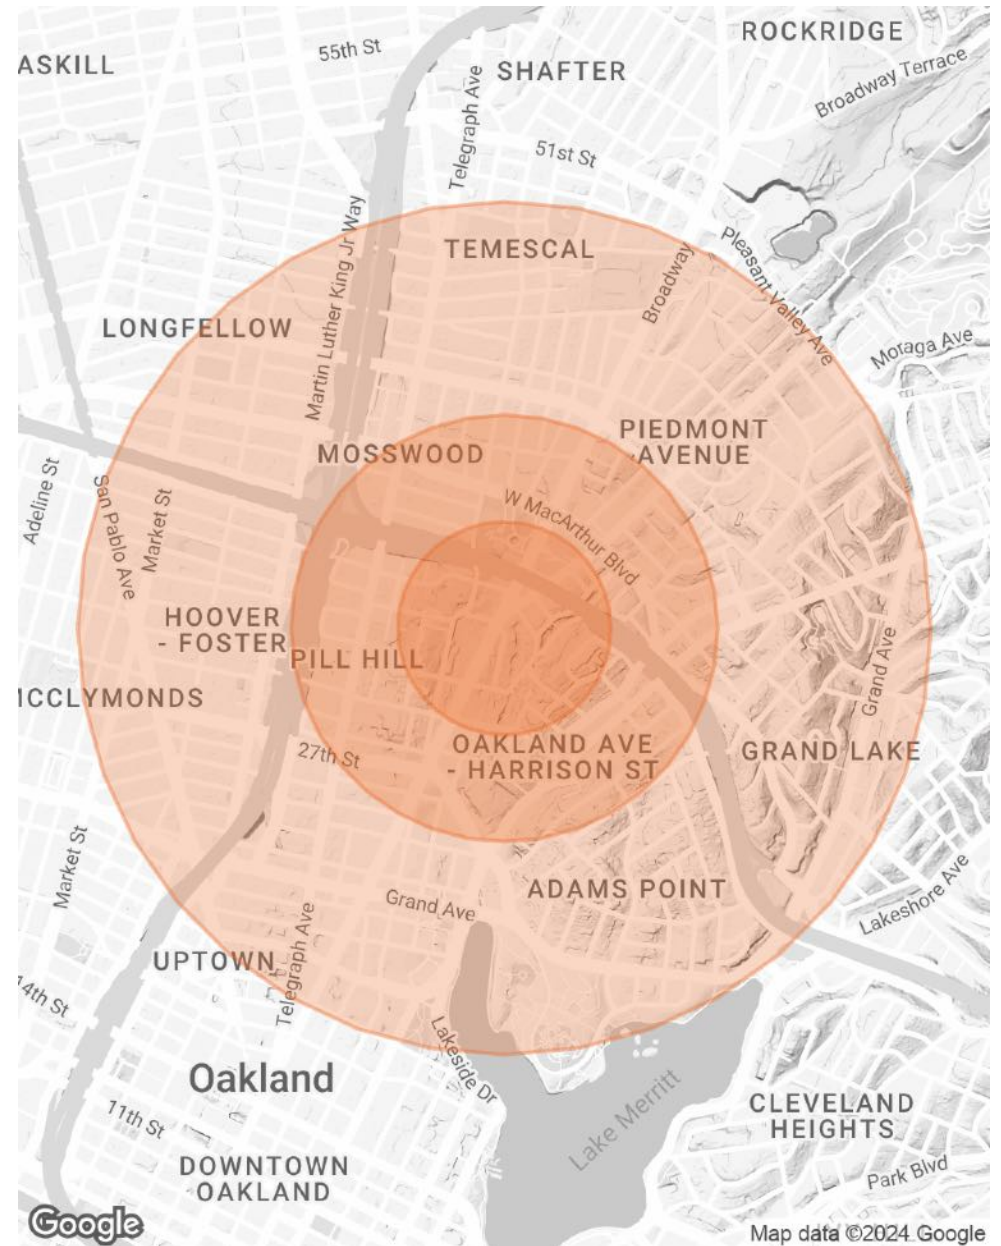 ROCKRIDGE
55th St
ASKILL
SHAFTER
Broadway Terrace
Telegraph Ave
51st St
Martin Luther King Jr Way
TEMESCAL
Broadway
Pleasant Valley Ave
LONGFELLOW
Moraga Ave
PIEDMONT
AVENUE
MOSSWOOD
Adeline St
San Pablo Ave
Market St
W MacArthur Blvd
HOOVER
- FOSTER
PILL HILL
Grand Ave
MCCLYMONDS
OAKLAND AVE
- HARRISON ST
27th St
GRAND LAKE
Market St
ADAMS POINT
Grand Ave
Lakeshore Ave
UPTOWN
Telegraph Ave
14th St
Lakeside Dr
Oakland
Lake Merritt
11th St
CLEVELAND
HEIGHTS
DOWNTOWN
OAKLAND
Park Blvd
Google
Map data ©2024 Google